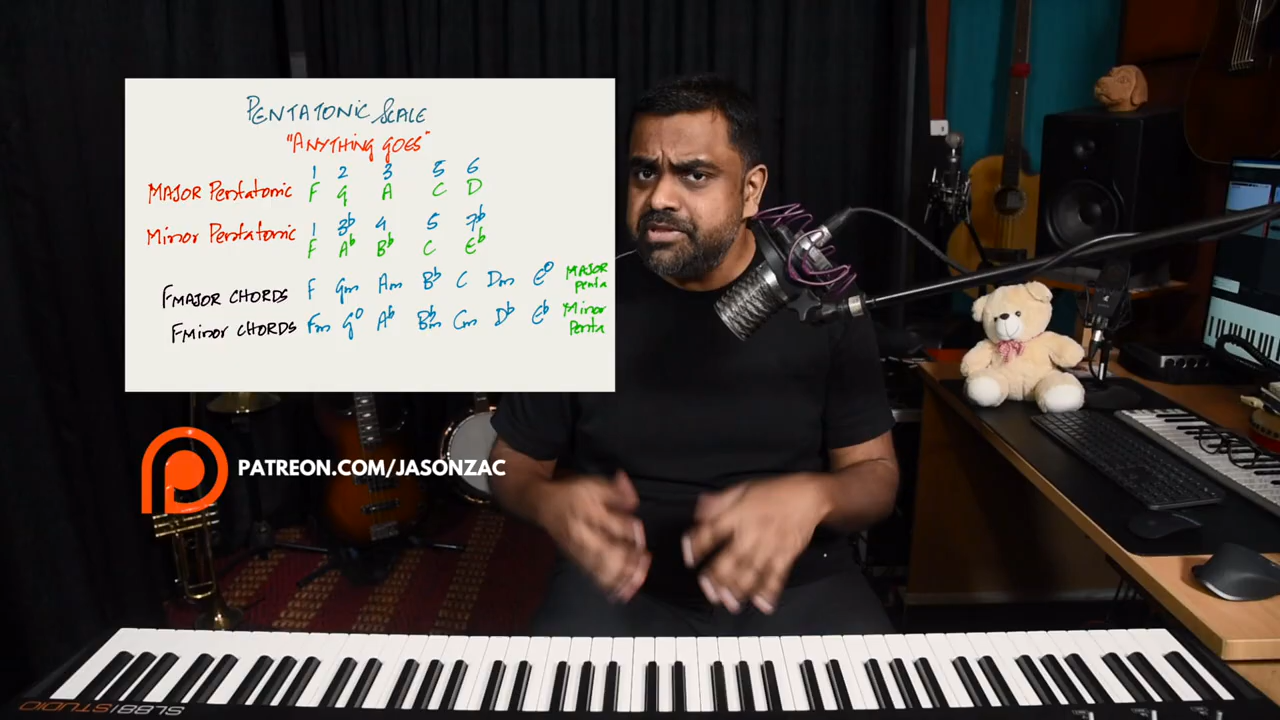 PENTATONIC SCALE
"ANYTHING GOES"
1 2 3 5 6
MAJOR Pentatonic F G A C D
1 3b 4 5 7b
Minor Pentatonic F Ab Bb C Eb
FMAJOR CHORDS F Gm Am Bb C Dm E° MAJOR Penta
FMinor CHORDS Fm G° Ab Bbm Cm Db Eb Minor Penta
PATREON.COM/JASONZAC
SL88|STUDIO